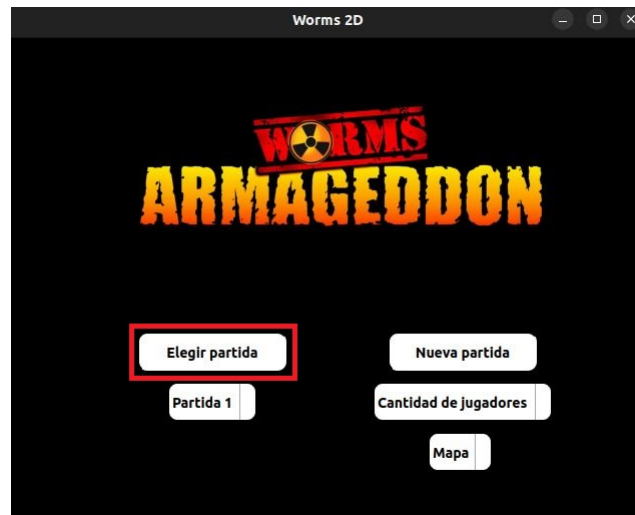 Worms 2D
WORMS
ARMAGEDDON
Elegir partida
Nueva partida
Partida 1
Cantidad de jugadores
Mapa